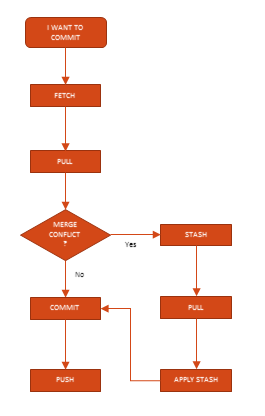 I WANT TO
COMMIT
FETCH
PULL
MERGE
CONFLICT
?
Yes
STASH
No
COMMIT
PULL
PUSH
APPLY STASH